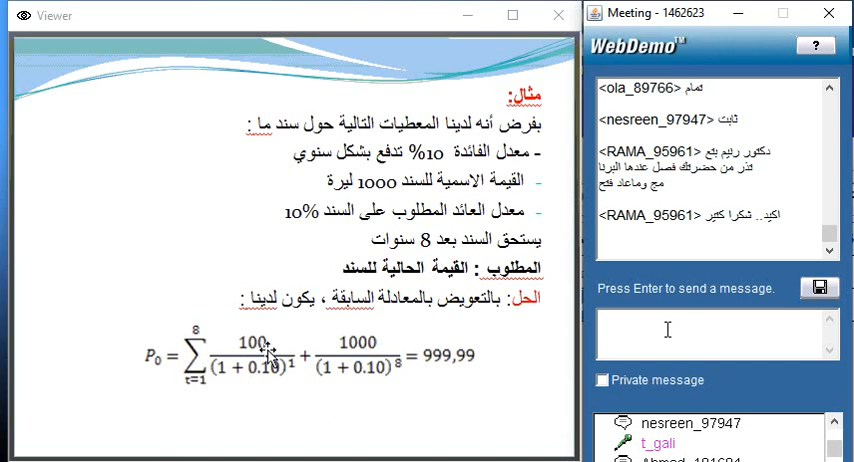 Viewer
مثال:
بفرض أنه لدينا المعطيات التالية حول سند ما :
- معدل الفائدة 10% تدفع بشكل سنوي
- القيمة الاسمية للسند 1000 ليرة
- معدل العائد المطلوب على السند 10%
يستحق السند بعد 8 سنوات
المطلوب : القيمة الحالية للسند
الحل: بالتعويض بالمعادلة السابقة ، يكون لدينا :
P₀ = ∑_{t=1}^{8} 100/(1 + 0.10)¹ + 1000/(1 + 0.10)⁸ = 999,99
Meeting - 1462623
WebDemo™
?
<ola_89766> تمام
<nesreen_97947> ثابت
<RAMA_95961> دكتور رنيم بتع
تذر من حضرتك فصل عندها البرنا
مج وماعاد فتح
<RAMA_95961> اكيد.. شكرا كتير
Press Enter to send a message.
Private message
nesreen_97947
t_gali